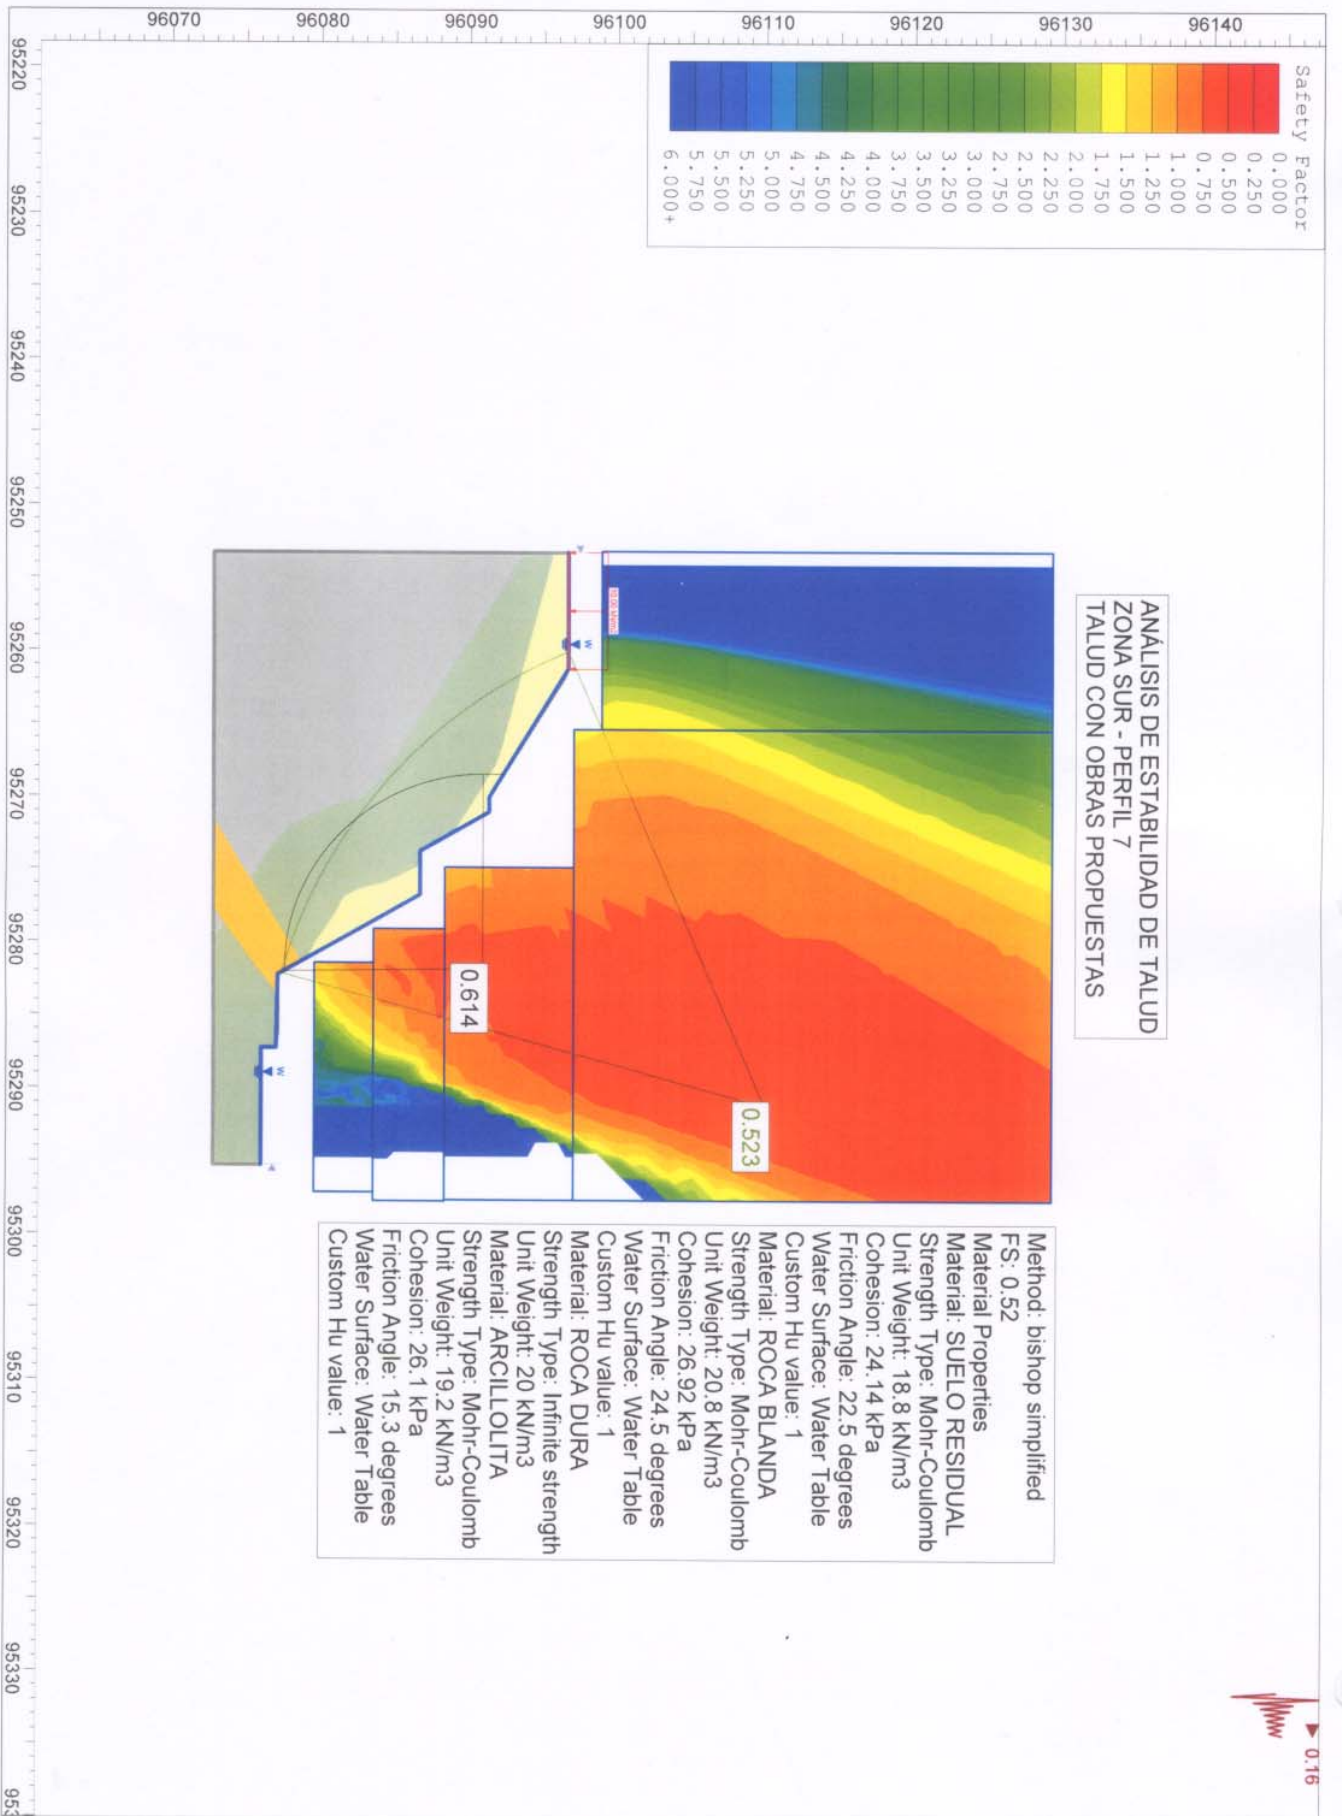 Safety Factor
0.000
0.250
0.500
0.750
1.000
1.250
1.500
1.750
2.000
2.250
2.500
2.750
3.000
3.250
3.500
3.750
4.000
4.250
4.500
4.750
5.000
5.250
5.500
5.750
6.000+
ANÁLISIS DE ESTABILIDAD DE TALUD
ZONA SUR - PERFIL 7
TALUD CON OBRAS PROPUESTAS
0.16
96140
96130
96120
96110
96100
96090
96080
96070
W
0.614
0.523
W
Method: bishop simplified
FS: 0.52
Material Properties
Material: SUELO RESIDUAL
Strength Type: Mohr-Coulomb
Unit Weight: 18.8 kN/m3
Cohesion: 24.14 kPa
Friction Angle: 22.5 degrees
Water Surface: Water Table
Custom Hu value: 1
Material: ROCA BLANDA
Strength Type: Mohr-Coulomb
Unit Weight: 20.8 kN/m3
Cohesion: 26.92 kPa
Friction Angle: 24.5 degrees
Water Surface: Water Table
Custom Hu value: 1
Material: ROCA DURA
Strength Type: Infinite strength
Unit Weight: 20 kN/m3
Material: ARCILLOLITA
Strength Type: Mohr-Coulomb
Unit Weight: 19.2 kN/m3
Cohesion: 26.1 kPa
Friction Angle: 15.3 degrees
Water Surface: Water Table
Custom Hu value: 1
95220
95230
95240
95250
95260
95270
95280
95290
95300
95310
95320
95330